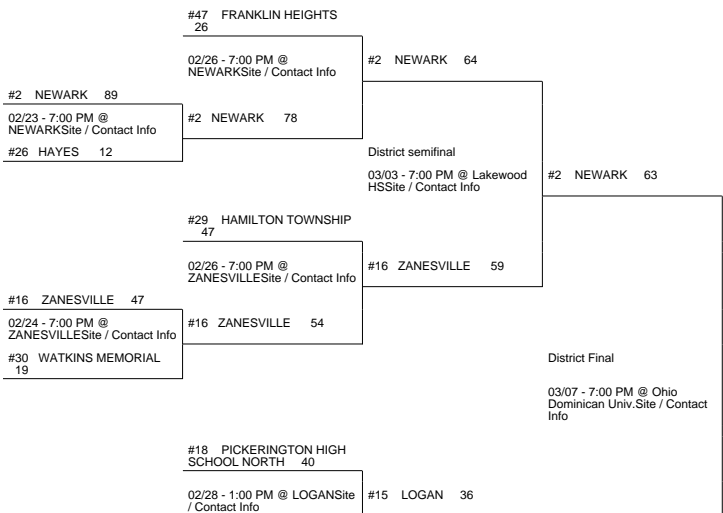 #47 FRANKLIN HEIGHTS
26
02/26 - 7:00 PM @
NEWARKSite / Contact Info
#2 NEWARK 64
#2 NEWARK 89
02/23 - 7:00 PM @
NEWARKSite / Contact Info
#2 NEWARK 78
#26 HAYES 12
District semifinal
03/03 - 7:00 PM @ Lakewood
HSSite / Contact Info
#2 NEWARK 63
#29 HAMILTON TOWNSHIP
47
02/26 - 7:00 PM @
ZANESVILLESite / Contact Info
#16 ZANESVILLE 59
#16 ZANESVILLE 47
02/24 - 7:00 PM @
ZANESVILLESite / Contact Info
#16 ZANESVILLE 54
#30 WATKINS MEMORIAL
19
District Final
03/07 - 7:00 PM @ Ohio
Dominican Univ.Site / Contact
Info
#18 PICKERINGTON HIGH
SCHOOL NORTH 40
02/28 - 1:00 PM @ LOGANSite
/ Contact Info
#15 LOGAN 36